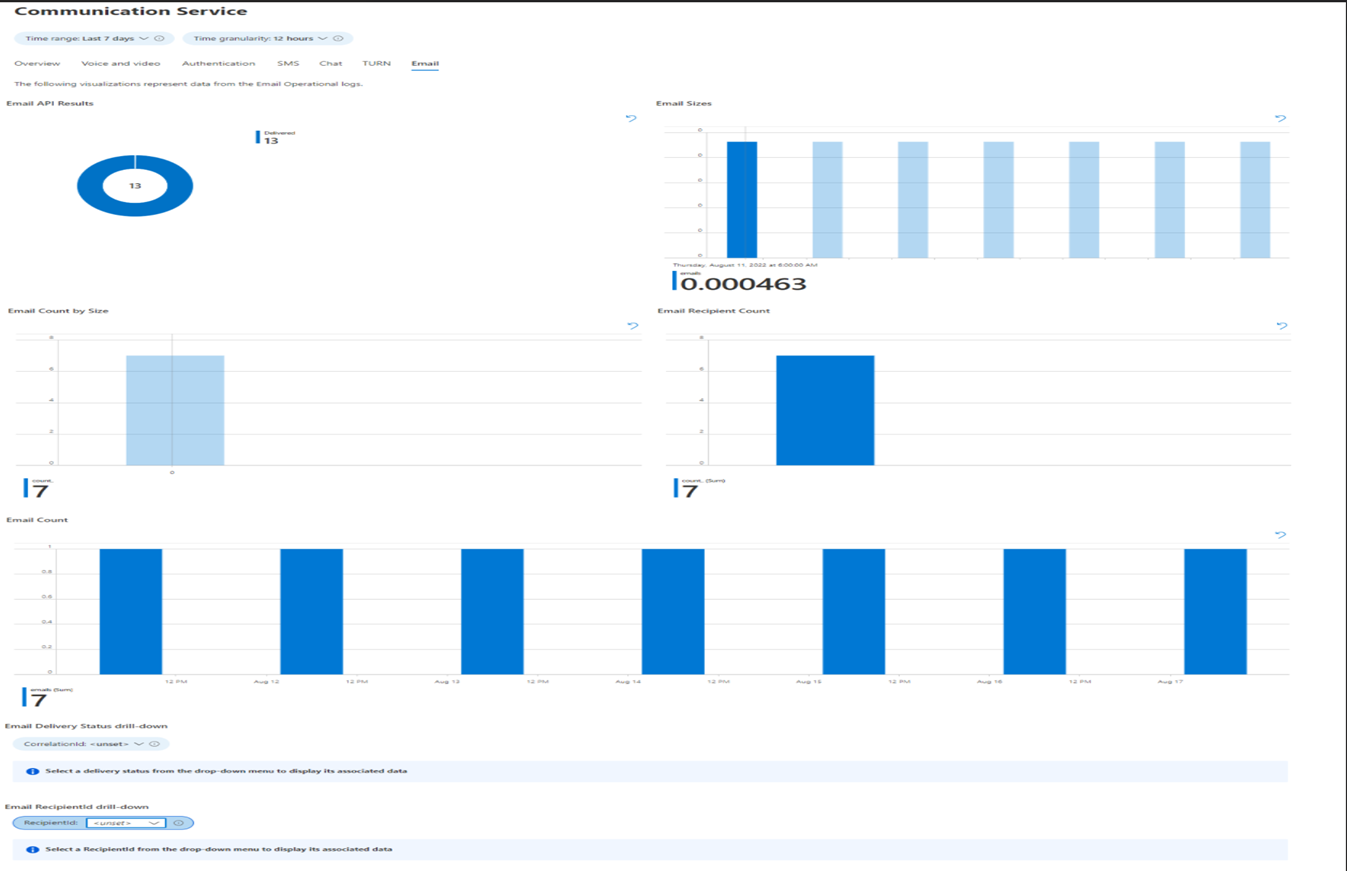 Communication Service
Time range: Last 7 days
Time granularity: 12 hours
Overview Voice and video Authentication SMS Chat TURN Email
The following visualizations represent data from the Email Operational logs.
Email API Results
Delivered
13
13
Email Sizes
0
0
0
0
0
0
Thursday, August 11, 2022 at 6:00:00 AM
emails
0.000463
Email Count by Size
8
6
4
2
0
0
count_
7
Email Recipient Count
8
6
4
2
0
count_ (Sum)
7
Email Count
1
0.8
0.6
0.4
0.2
0
12 PM Aug 12 12 PM Aug 13 12 PM Aug 14 12 PM Aug 15 12 PM Aug 16 12 PM Aug 17
emails (Sum)
7
Email Delivery Status drill-down
CorrelationId: <unset>
Select a delivery status from the drop-down menu to display its associated data
Email RecipientId drill-down
RecipientId: <unset>
Select a RecipientId from the drop-down menu to display its associated data